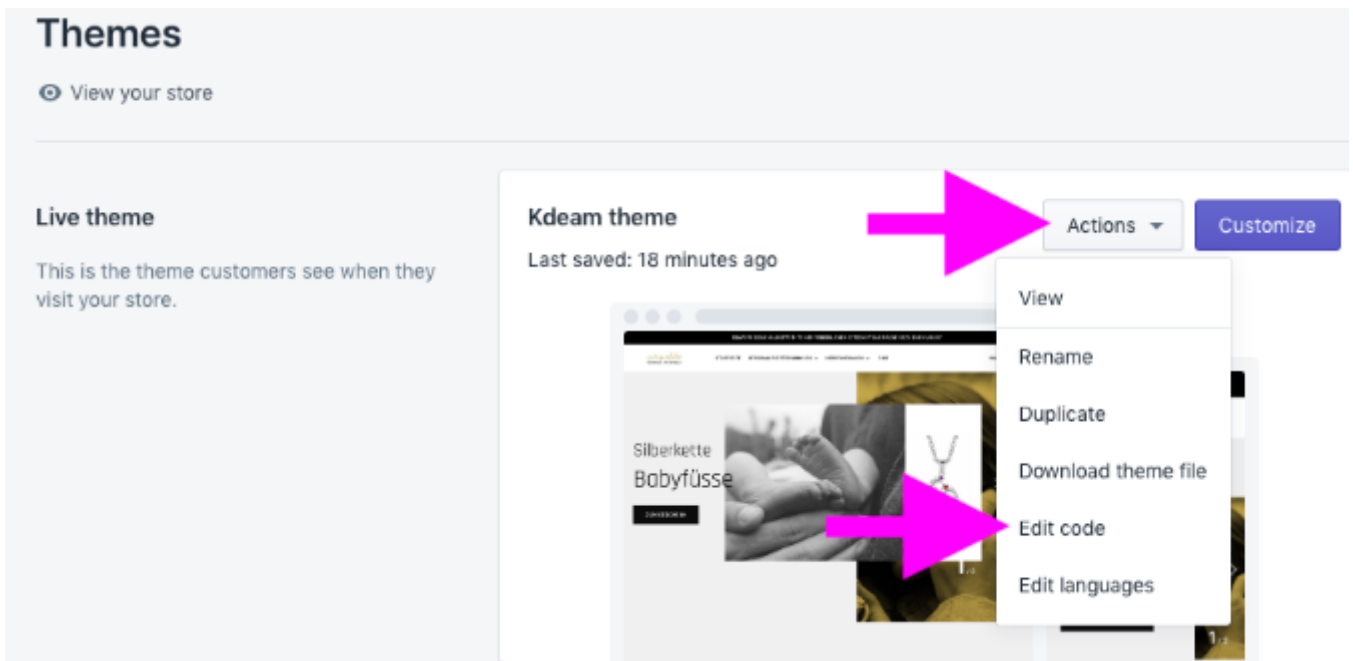 Themes
View your store
Live theme
This is the theme customers see when they
visit your store.
Kdeam theme
Last saved: 18 minutes ago
Actions
Customize
View
Rename
Duplicate
Download theme file
Edit code
Edit languages
Silberkette
Babyfüsse